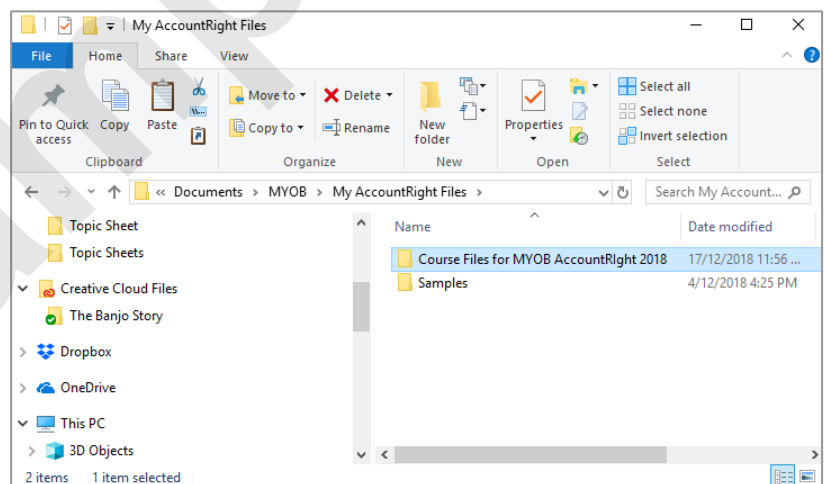 My AccountRight Files
File Home Share View
Pin to Quick access
Copy
Paste
Move to
Copy to
Delete
Rename
New folder
Properties
Select all
Select none
Invert selection
Clipboard Organize New Open Select
« Documents > MYOB > My AccountRight Files >
Search My Account...
Topic Sheet
Topic Sheets
Creative Cloud Files
The Banjo Story
Dropbox
OneDrive
This PC
3D Objects
Name Date modified
Course Files for MYOB AccountRIght 2018 17/12/2018 11:56 ...
Samples 4/12/2018 4:25 PM
2 items 1 item selected